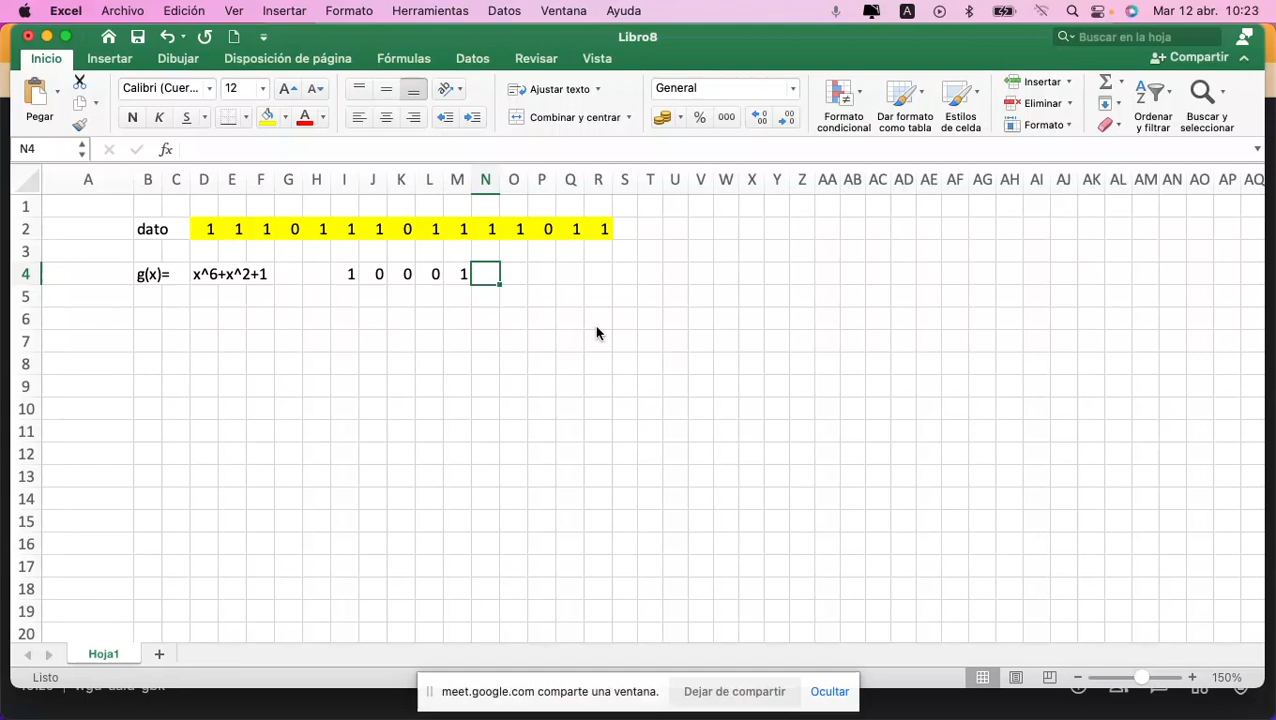 Excel Archivo Edición Ver Insertar Formato Herramientas Datos Ventana Ayuda A Mar 12 abr. 10:23
Libro8 Buscar en la hoja
Inicio Insertar Dibujar Disposición de página Fórmulas Datos Revisar Vista Compartir
Pegar Calibri (Cuer... 12 A A Ajustar texto General Formato condicional Dar formato como tabla Estilos de celda Insertar Σ Ordenar y filtrar Buscar y seleccionar
N K S A ab Combinar y centrar % 000 Eliminar Formato
N4 fx
A B C D E F G H I J K L M N O P Q R S T U V W X Y Z AA AB AC AD AE AF AG AH AI AJ AK AL AM AN AO AP AQ
1
2 dato 1 1 1 0 1 1 1 0 1 1 1 1 0 1 1
3
4 g(x)= x^6+x^2+1 1 0 0 0 1
5
6
7
8
9
10
11
12
13
14
15
16
17
18
19
20
Hoja1 +
Listo 150%
meet.google.com comparte una ventana. Dejar de compartir Ocultar